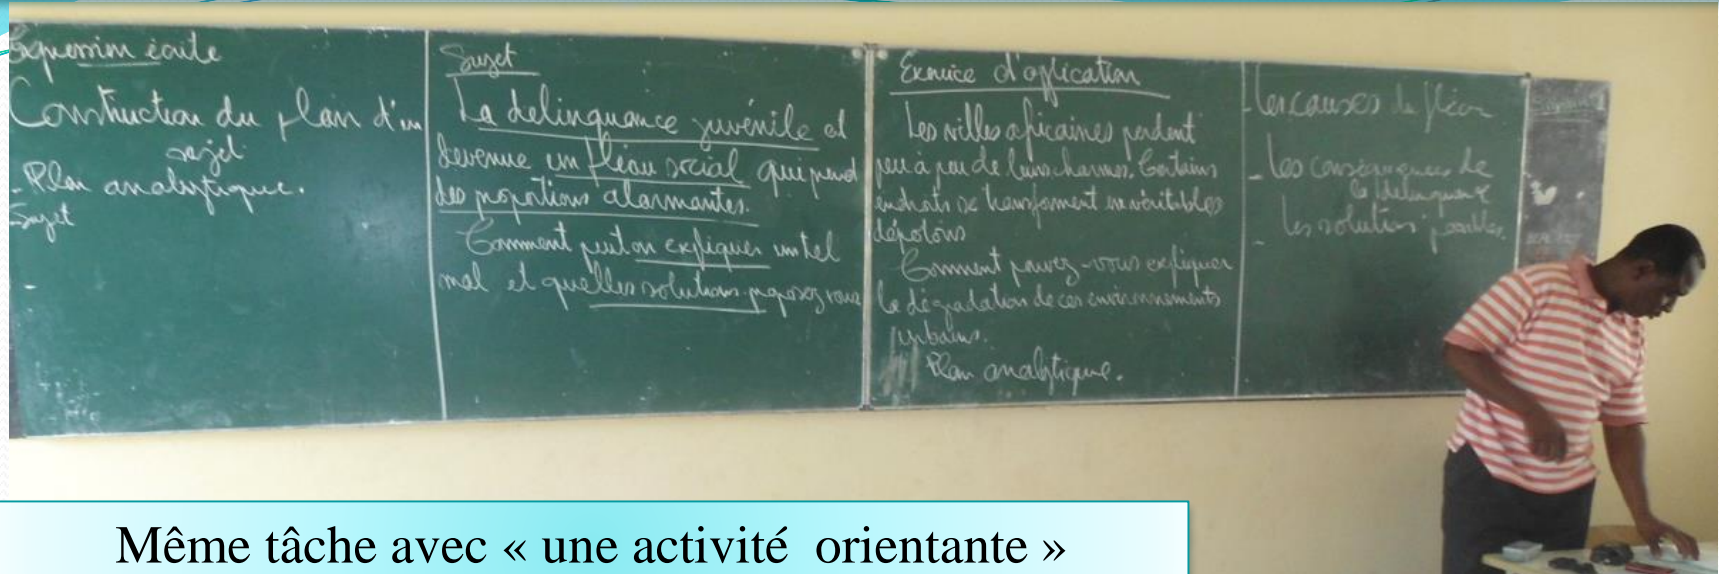 Expression écrite
Construction du plan d'un
sujet
- Plan analytique.
Sujet
-
Sujet
La delinquance juvénile et
devenue un fléau social qui prend
des proportions alarmantes.
Comment peut on expliquer un tel
mal et quelles solutions proposez vous
Exercice d'aplication
Les villes africaines perdent
peu à peu de leurs charmes. Certains
endroits se transforment en véritables
dépotoirs
Comment pouvez-vous expliquer
la dégradation de ces environnements
urbains.
Plan analytique.
- les causes du fléau
- les conséquences de
la delinquance
- les solutions possibles.
Même tâche avec « une activité orientante »